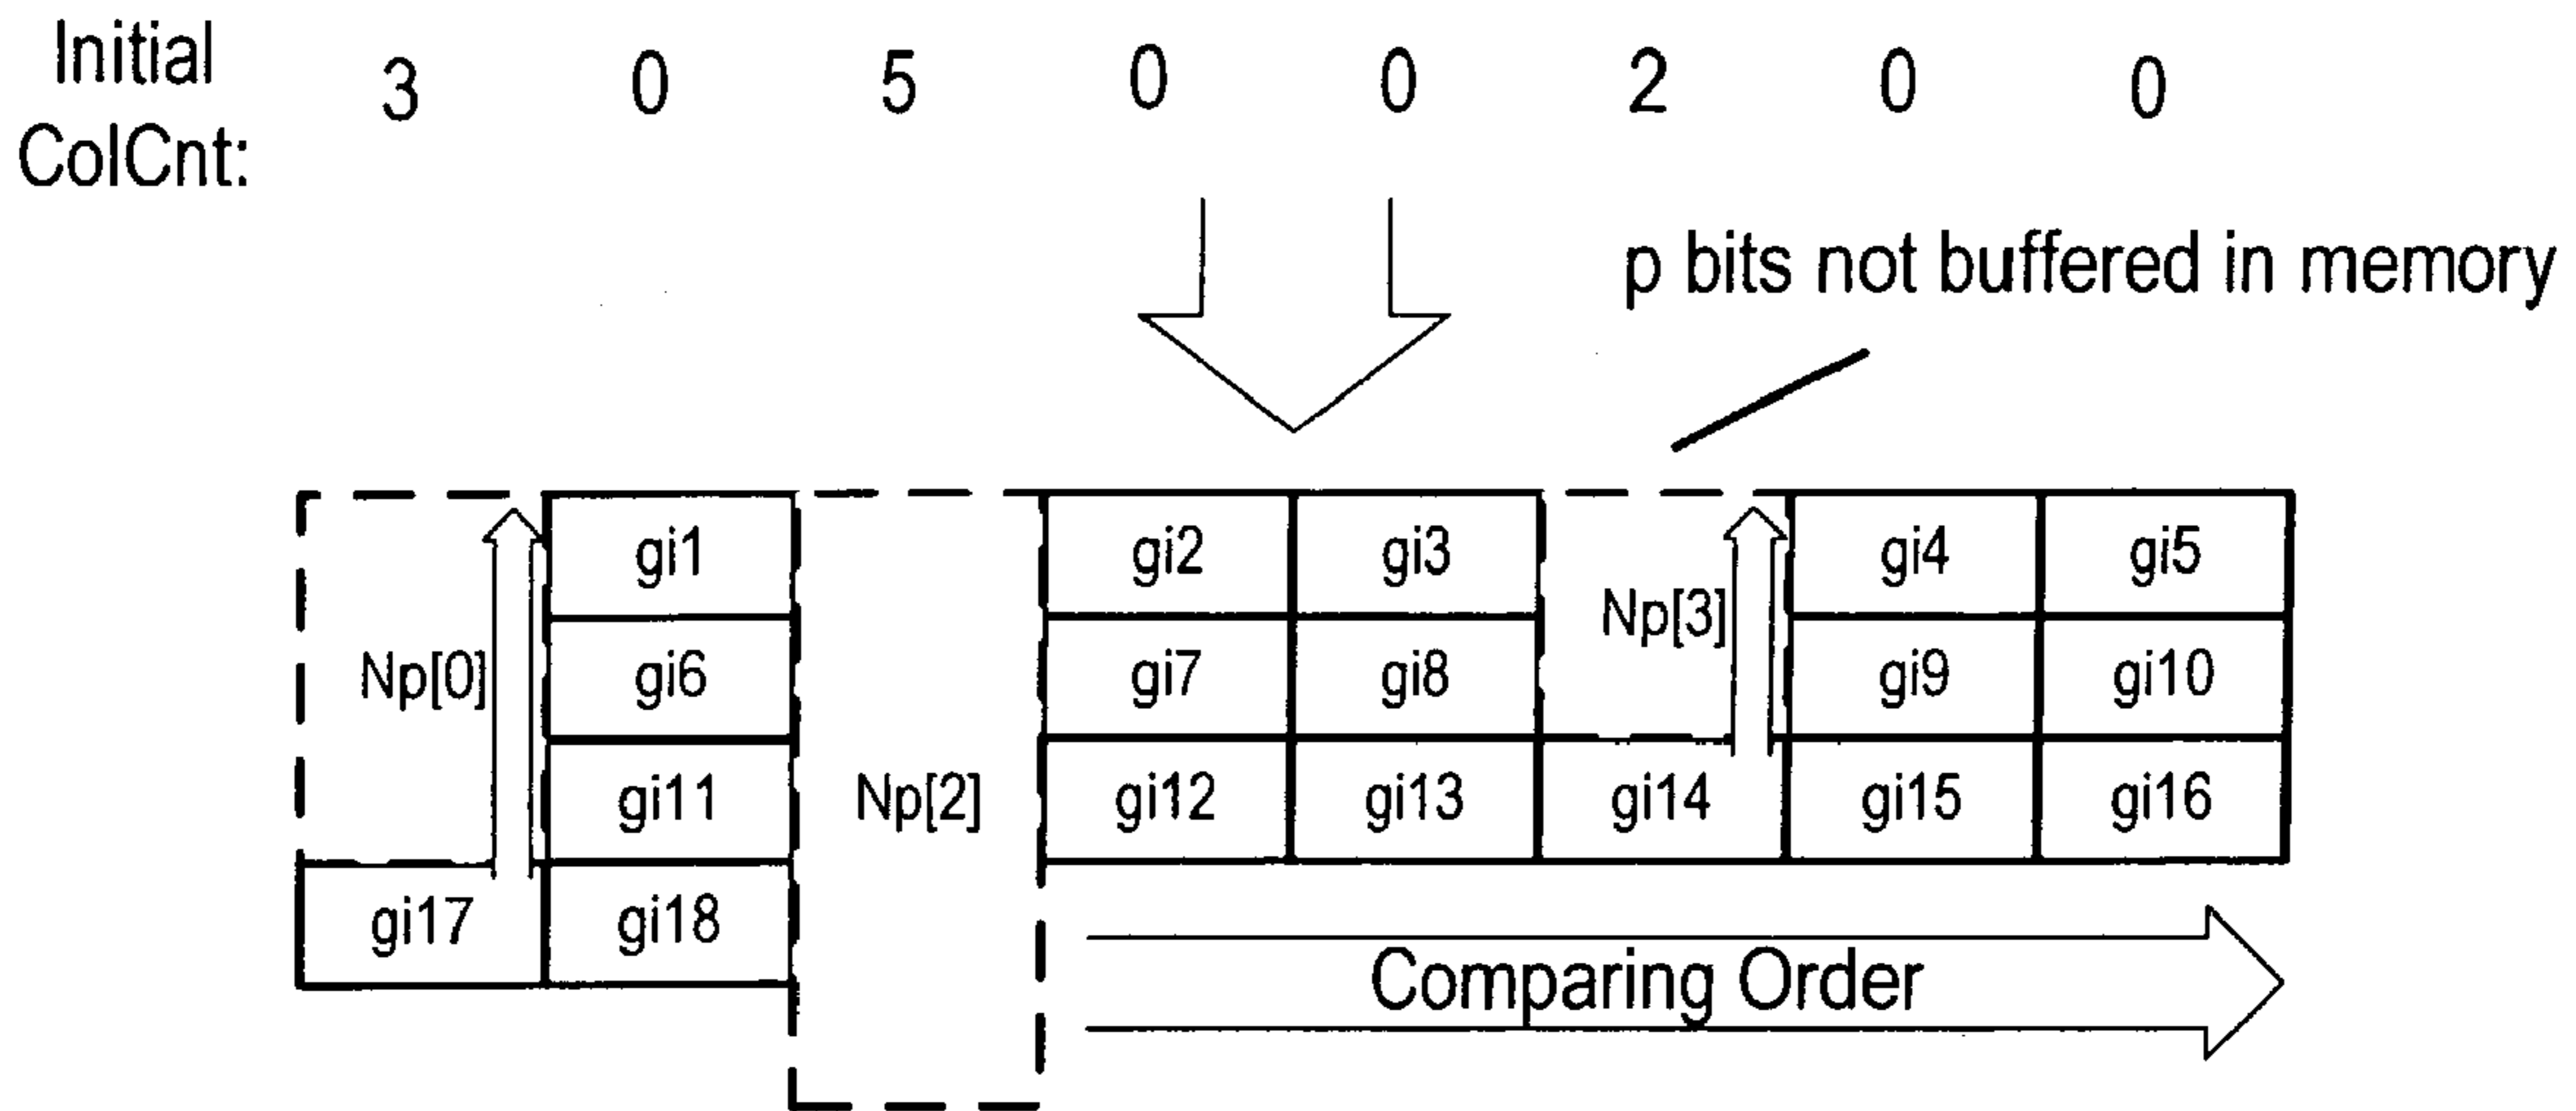 Initial
ColCnt:
3 0 5 0 0 2 0 0
p bits not buffered in memory
gi1 gi2 gi3 gi4 gi5
Np[0] gi6 gi7 gi8 Np[3] gi9 gi10
gi11 Np[2] gi12 gi13 gi14 gi15 gi16
gi17 gi18
Comparing Order